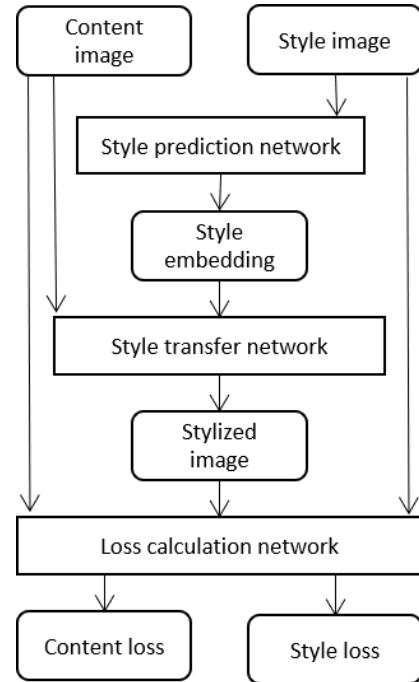 Content
image
Style image
Style prediction network
Style
embedding
Style transfer network
Stylized
image
Loss calculation network
Content loss
Style loss